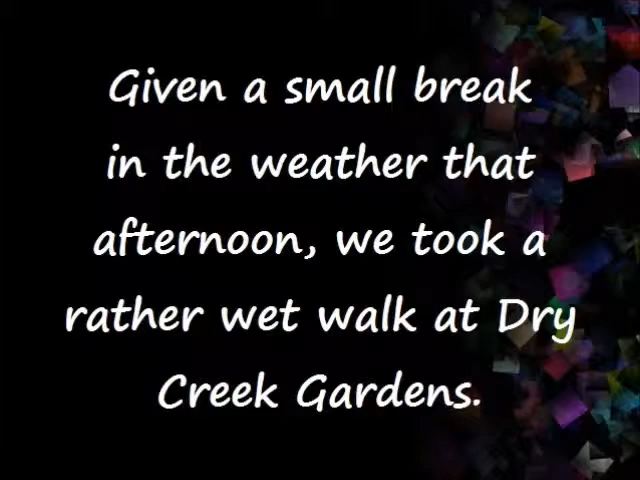 Given a small break
in the weather that
afternoon, we took a
rather wet walk at Dry
Creek Gardens.